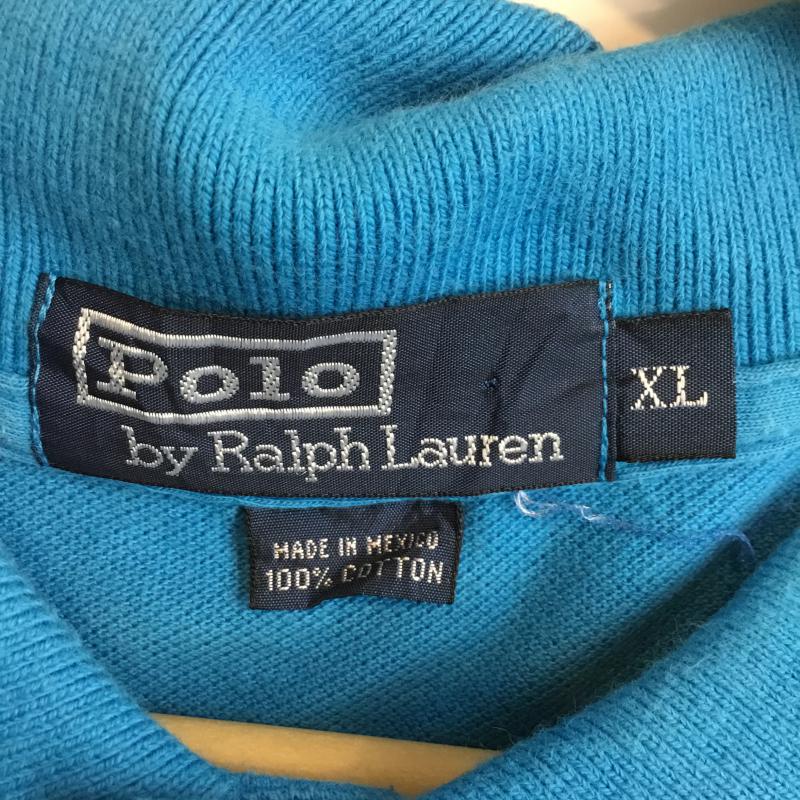 Polo
by Ralph Lauren
XL
MADE IN MEXICO
100% COTTON